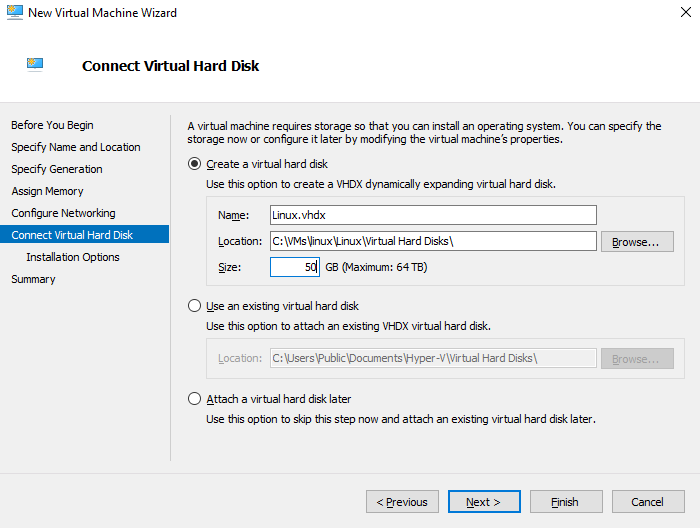 New Virtual Machine Wizard
Connect Virtual Hard Disk
Before You Begin
Specify Name and Location
Specify Generation
Assign Memory
Configure Networking
Connect Virtual Hard Disk
Installation Options
Summary
A virtual machine requires storage so that you can install an operating system. You can specify the
storage now or configure it later by modifying the virtual machine's properties.
Create a virtual hard disk
Use this option to create a VHDX dynamically expanding virtual hard disk.
Name: Linux.vhdx
Location: C:\VMs\linux\Linux\Virtual Hard Disks\ Browse...
Size: 50 GB (Maximum: 64 TB)
Use an existing virtual hard disk
Use this option to attach an existing VHDX virtual hard disk.
Location: C:\Users\Public\Documents\Hyper-V\Virtual Hard Disks\ Browse...
Attach a virtual hard disk later
Use this option to skip this step now and attach an existing virtual hard disk later.
< Previous Next > Finish Cancel